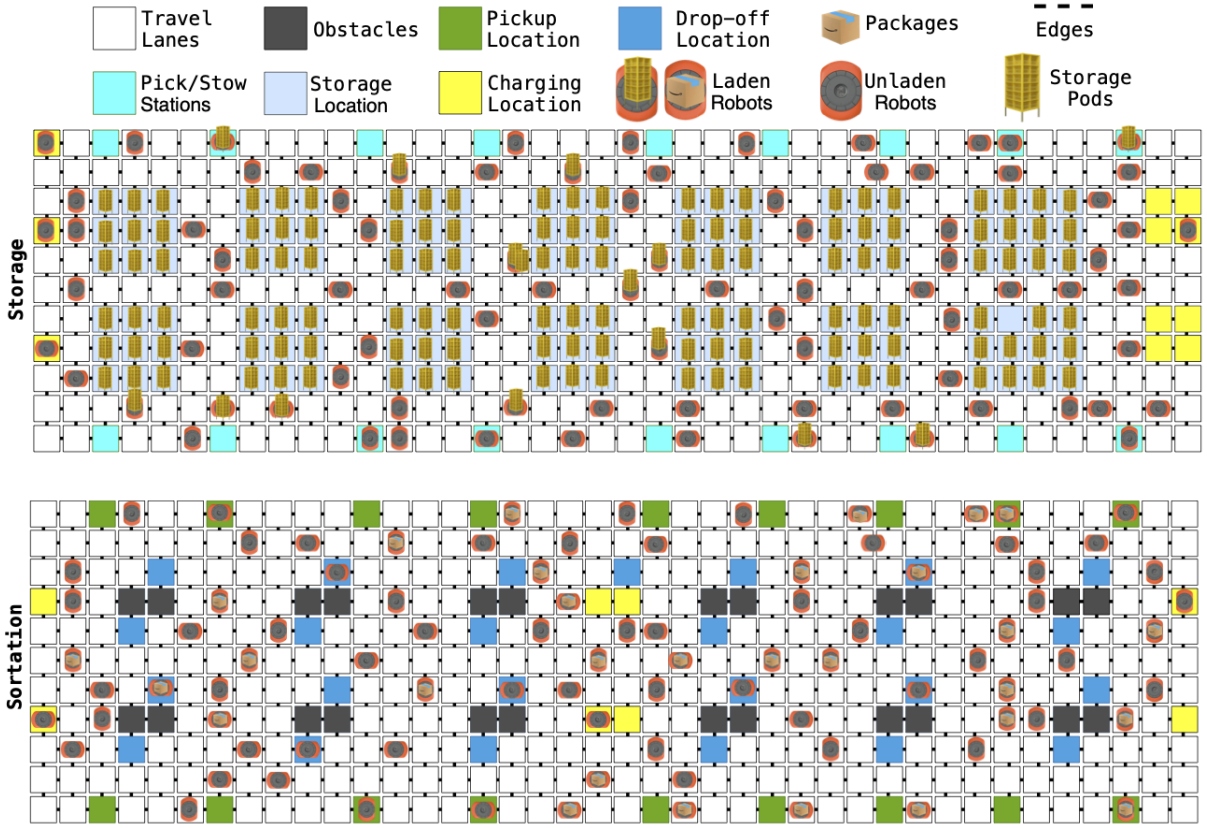 Travel
Lanes
Obstacles
Pickup
Location
Drop-off
Location
Packages
Edges
Pick/Stow
Stations
Storage
Location
Charging
Location
Laden
Robots
Unladen
Robots
Storage
Pods
Storage
Sortation